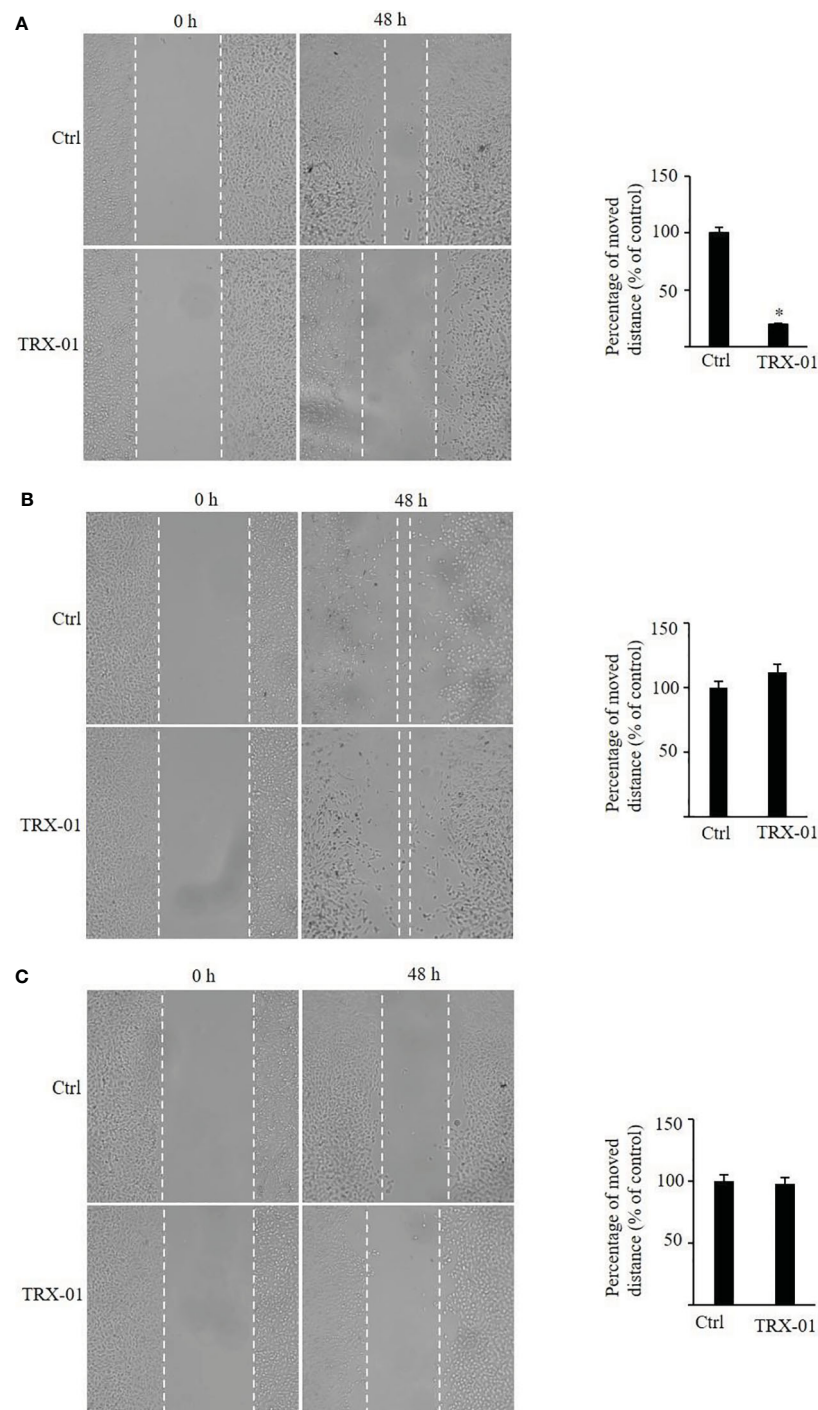 A
0 h
48 h
Ctrl
TRX-01
Percentage of moved
distance (% of control)
150
100
50
*
Ctrl
TRX-01
B
0 h
48 h
Ctrl
TRX-01
Percentage of moved
distance (% of control)
150
100
50
Ctrl
TRX-01
C
0 h
48 h
Ctrl
TRX-01
Percentage of moved
distance (% of control)
150
100
50
Ctrl
TRX-01